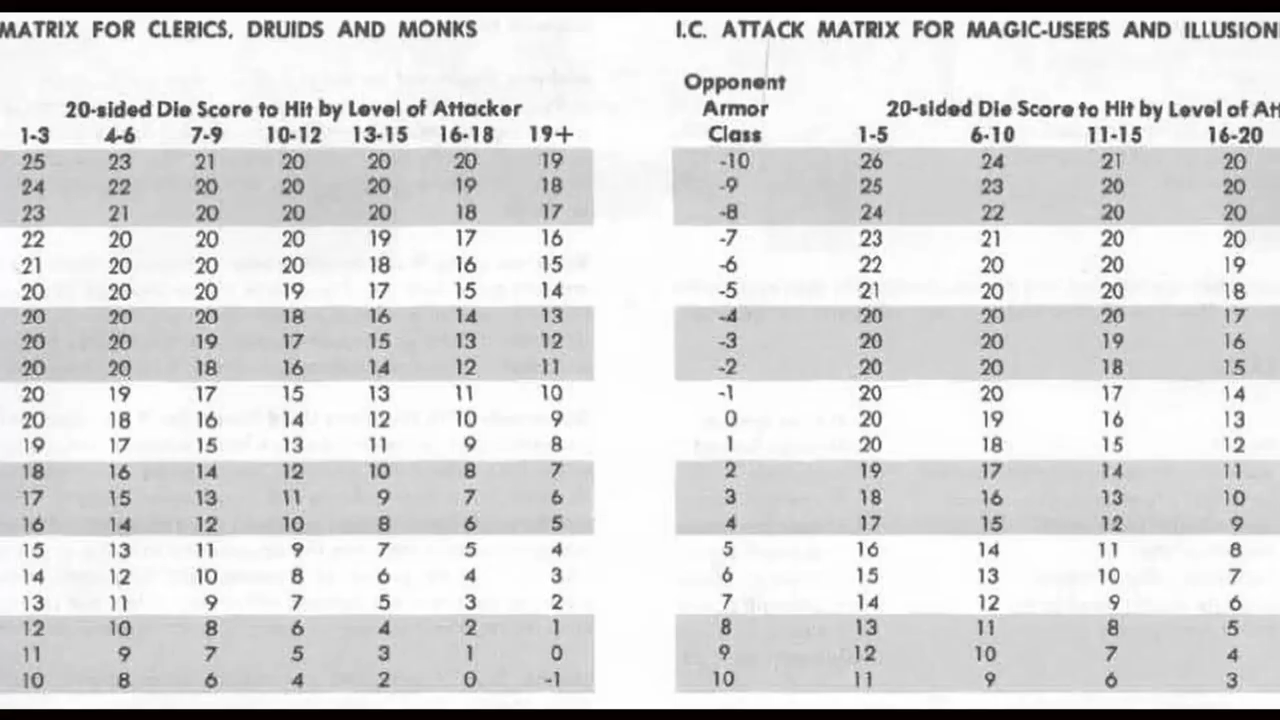 MATRIX FOR CLERICS, DRUIDS AND MONKS
20-sided Die Score to Hit by Level of Attacker
1-3 4-6 7-9 10-12 13-15 16-18 19+
25 23 21 20 20 20 19
24 22 20 20 20 19 18
23 21 20 20 20 18 17
22 20 20 20 19 17 16
21 20 20 20 18 16 15
20 20 20 19 17 15 14
20 20 20 18 16 14 13
20 20 19 17 15 13 12
20 20 18 16 14 12 11
20 19 17 15 13 11 10
20 18 16 14 12 10 9
19 17 15 13 11 9 8
18 16 14 12 10 8 7
17 15 13 11 9 7 6
16 14 12 10 8 6 5
15 13 11 9 7 5 4
14 12 10 8 6 4 3
13 11 9 7 5 3 2
12 10 8 6 4 2 1
11 9 7 5 3 1 0
10 8 6 4 2 0 -1
I.C. ATTACK MATRIX FOR MAGIC-USERS AND ILLUSION
Opponent
Armor 20-sided Die Score to Hit by Level of Att
Class 1-5 6-10 11-15 16-20
-10 26 24 21 20
-9 25 23 20 20
-8 24 22 20 20
-7 23 21 20 20
-6 22 20 20 19
-5 21 20 20 18
-4 20 20 20 17
-3 20 20 19 16
-2 20 20 18 15
-1 20 20 17 14
0 20 19 16 13
1 20 18 15 12
2 19 17 14 11
3 18 16 13 10
4 17 15 12 9
5 16 14 11 8
6 15 13 10 7
7 14 12 9 6
8 13 11 8 5
9 12 10 7 4
10 11 9 6 3